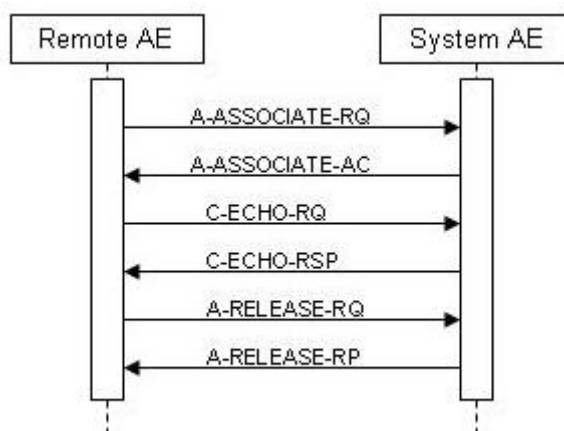 Remote AE
System AE
A-ASSOCIATE-RQ
A-ASSOCIATE-AC
C-ECHO-RQ
C-ECHO-RSP
A-RELEASE-RQ
A-RELEASE-RP